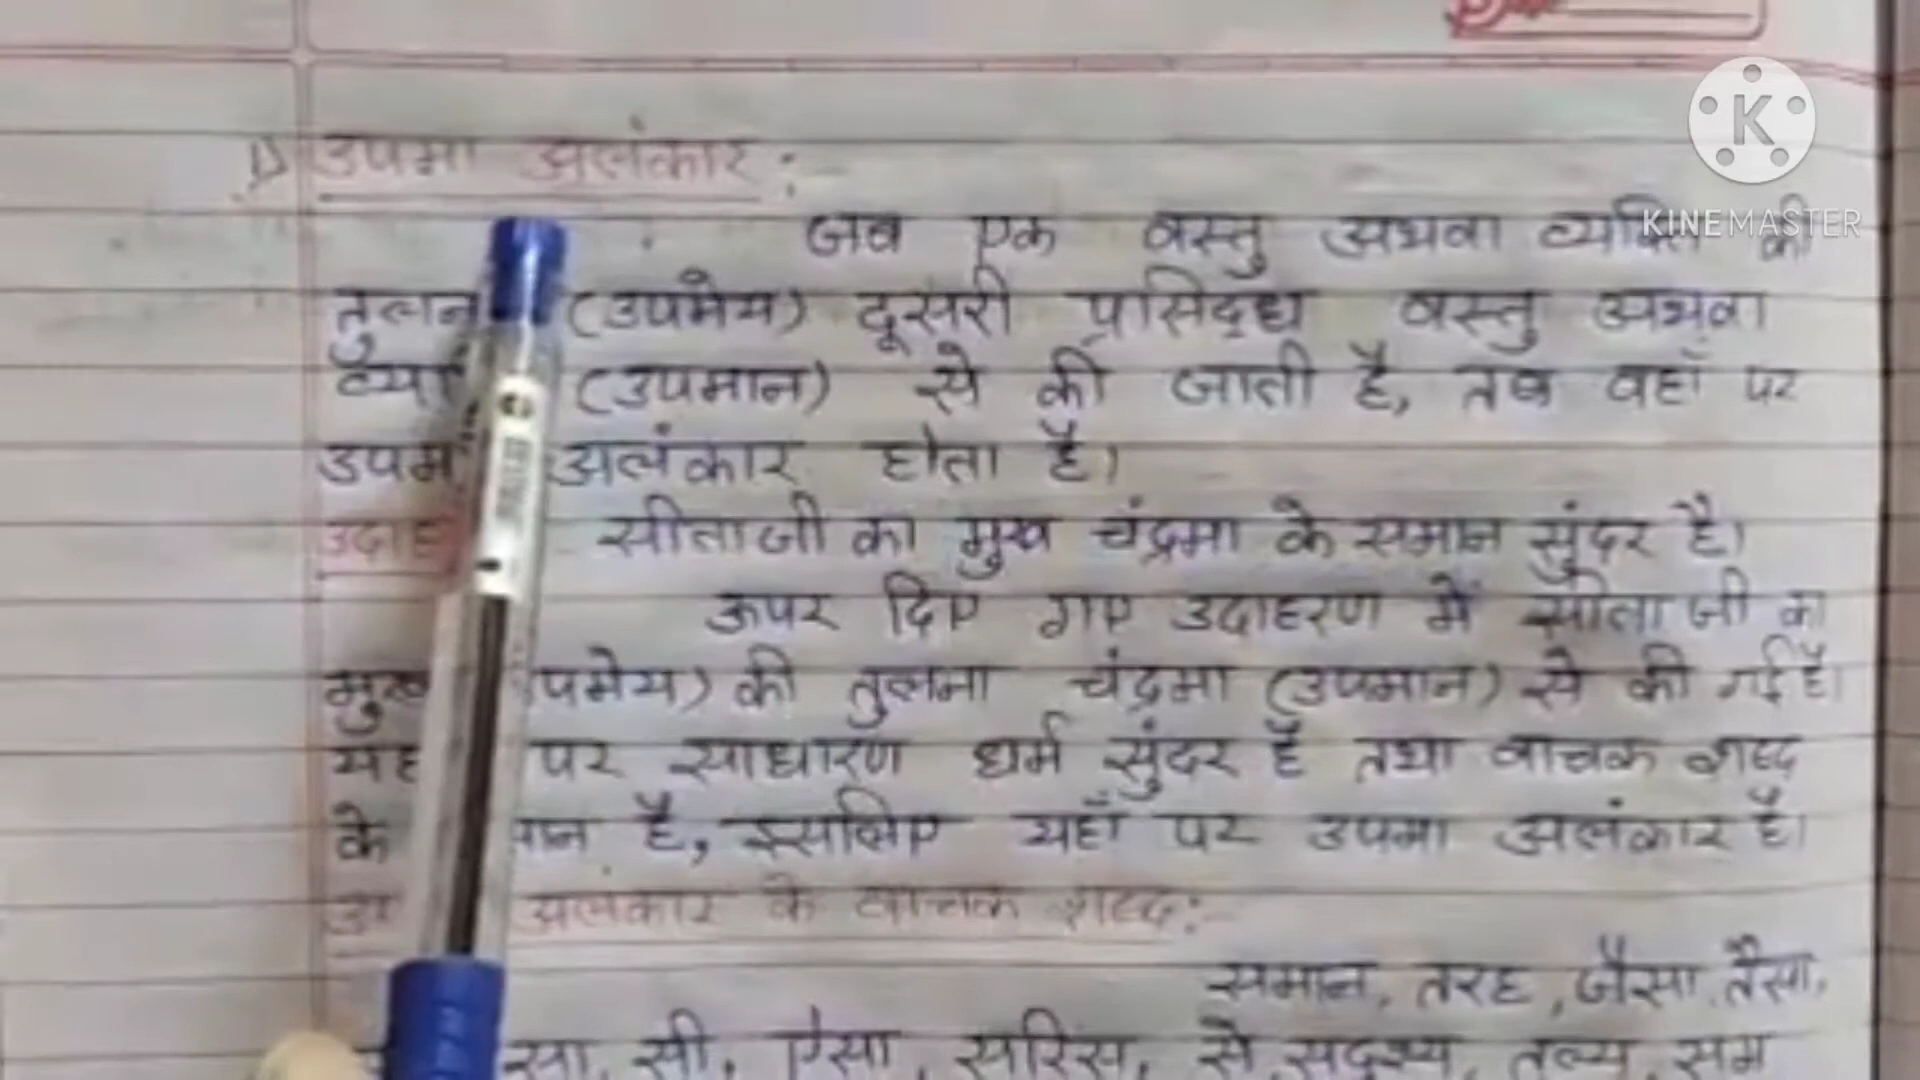 1) उपमा अलंकार :-
K
KINEMASTER
जब एक वस्तु अथवा व्यक्ति की
(उपमेय) दूसरी प्रसिद्ध वस्तु अथवा
(उपमान) से की जाती है, तब वहाँ पर
अलंकार होता है।
सीताजी का मुख चंद्रमा के समान सुंदर है।
ऊपर दिए गए उदाहरण में सीता जी का
की तुलना चंद्रमा (उपमान) से की गई है।
पर साधारण धर्म सुंदर है तथा वाचक शब्द
के है, इसलिए यहाँ पर उपमा अलंकार है।
अलंकार के वाचक शब्द:-
समान, तरह, जैसा, तैसा,
सा, सी, ऐसा, सरिस, से, सदृश्य, तुल्य, सम